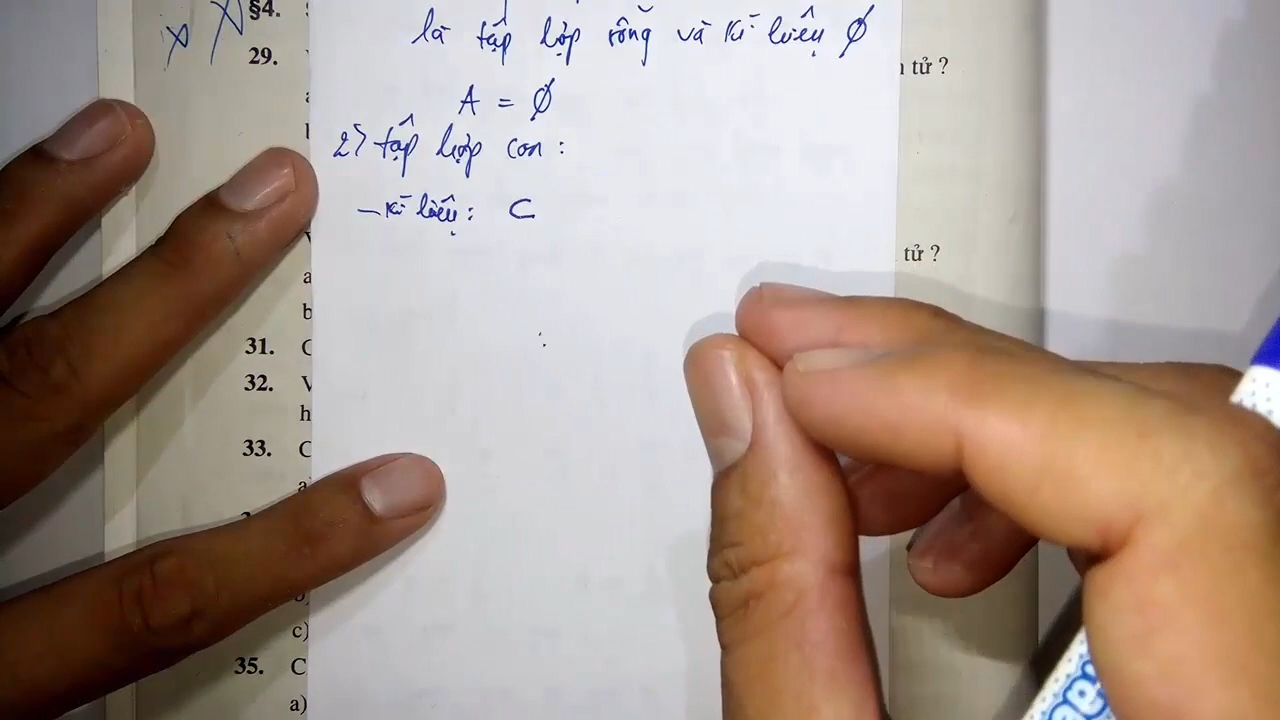 §4.
là tập hợp rỗng và kí hiệu ∅
29.
tử ?
A = ∅
2) tập hợp con :
- Kí hiệu : ⊂
tử ?
a
b
31. C
32. V
h
33. C
a)
c)
35. C
a)